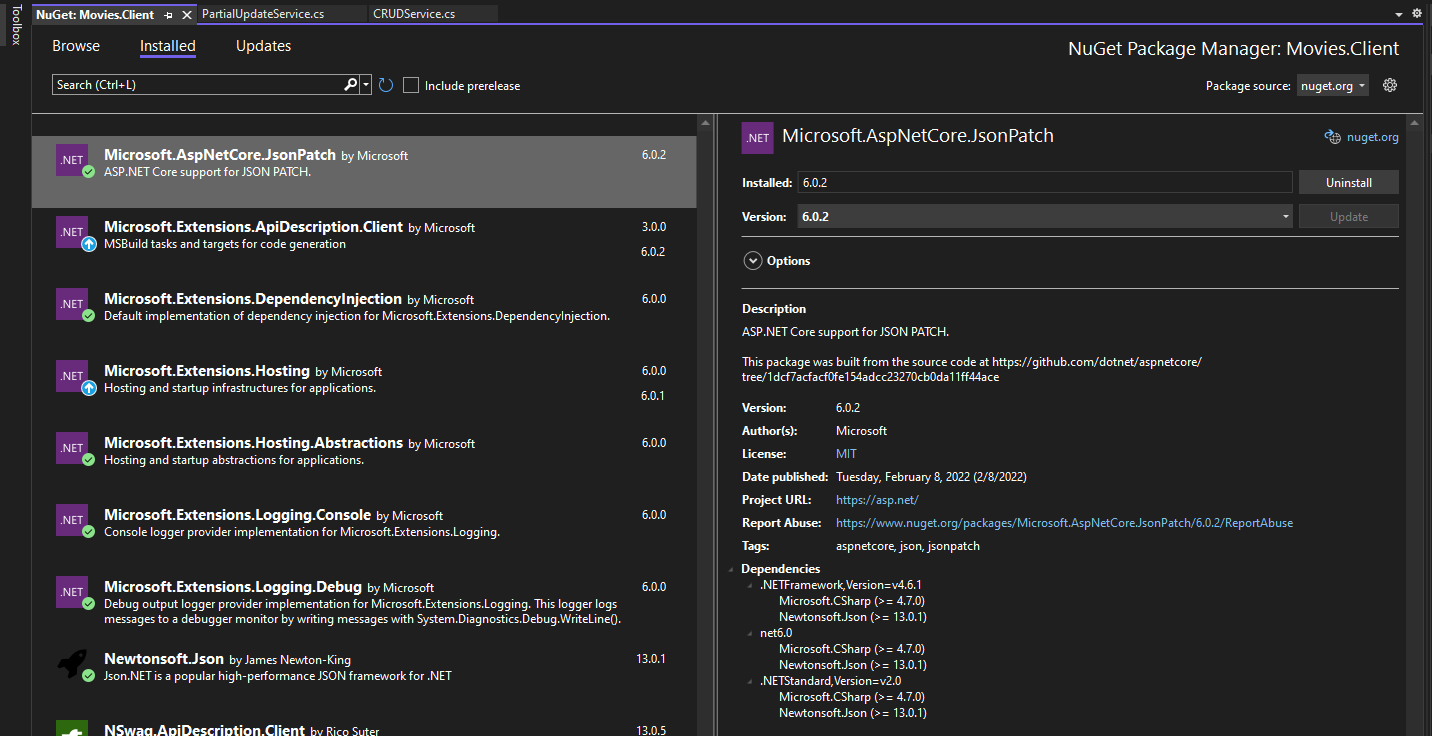 Toolbox
NuGet: Movies.Client
PartialUpdateService.cs
CRUDService.cs
Browse
Installed
Updates
NuGet Package Manager: Movies.Client
Search (Ctrl+L)
Include prerelease
Package source: nuget.org
.NET
Microsoft.AspNetCore.JsonPatch by Microsoft
6.0.2
ASP.NET Core support for JSON PATCH.
.NET
Microsoft.Extensions.ApiDescription.Client by Microsoft
3.0.0
MSBuild tasks and targets for code generation
6.0.2
.NET
Microsoft.Extensions.DependencyInjection by Microsoft
6.0.0
Default implementation of dependency injection for Microsoft.Extensions.DependencyInjection.
.NET
Microsoft.Extensions.Hosting by Microsoft
6.0.0
Hosting and startup infrastructures for applications.
6.0.1
.NET
Microsoft.Extensions.Hosting.Abstractions by Microsoft
6.0.0
Hosting and startup abstractions for applications.
.NET
Microsoft.Extensions.Logging.Console by Microsoft
6.0.0
Console logger provider implementation for Microsoft.Extensions.Logging.
.NET
Microsoft.Extensions.Logging.Debug by Microsoft
6.0.0
Debug output logger provider implementation for Microsoft.Extensions.Logging. This logger logs
messages to a debugger monitor by writing messages with System.Diagnostics.Debug.WriteLine().
Newtonsoft.Json by James Newton-King
13.0.1
Json.NET is a popular high-performance JSON framework for .NET
NSwag.ApiDescription.Client by Rico Suter
13.0.5
.NET
Microsoft.AspNetCore.JsonPatch
nuget.org
Installed: 6.0.2
Uninstall
Version: 6.0.2
Update
Options
Description
ASP.NET Core support for JSON PATCH.
This package was built from the source code at https://github.com/dotnet/aspnetcore/
tree/1dcf7acfacf0fe154adcc23270cb0da11ff44ace
Version: 6.0.2
Author(s): Microsoft
License: MIT
Date published: Tuesday, February 8, 2022 (2/8/2022)
Project URL: https://asp.net/
Report Abuse: https://www.nuget.org/packages/Microsoft.AspNetCore.JsonPatch/6.0.2/ReportAbuse
Tags: aspnetcore, json, jsonpatch
Dependencies
.NETFramework,Version=v4.6.1
Microsoft.CSharp (>= 4.7.0)
Newtonsoft.Json (>= 13.0.1)
net6.0
Microsoft.CSharp (>= 4.7.0)
Newtonsoft.Json (>= 13.0.1)
.NETStandard,Version=v2.0
Microsoft.CSharp (>= 4.7.0)
Newtonsoft.Json (>= 13.0.1)